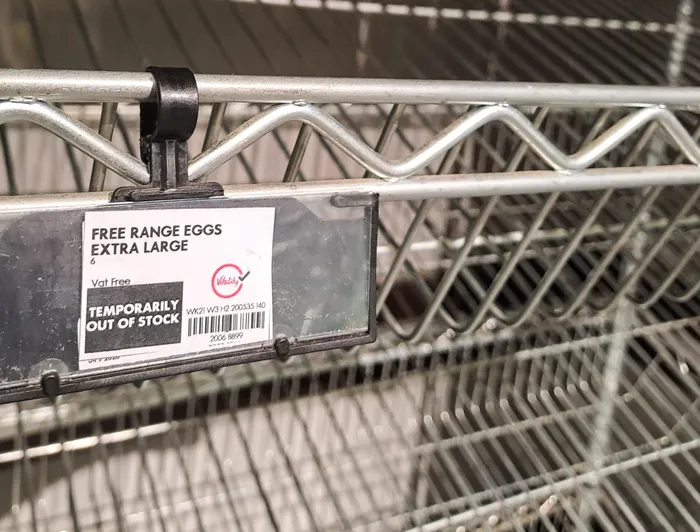 FREE RANGE EGGS
EXTRA LARGE
6
Vat Free
Vitality
TEMPORARILY
OUT OF STOCK
WK21 W3 H2 200535 140
2006 8899